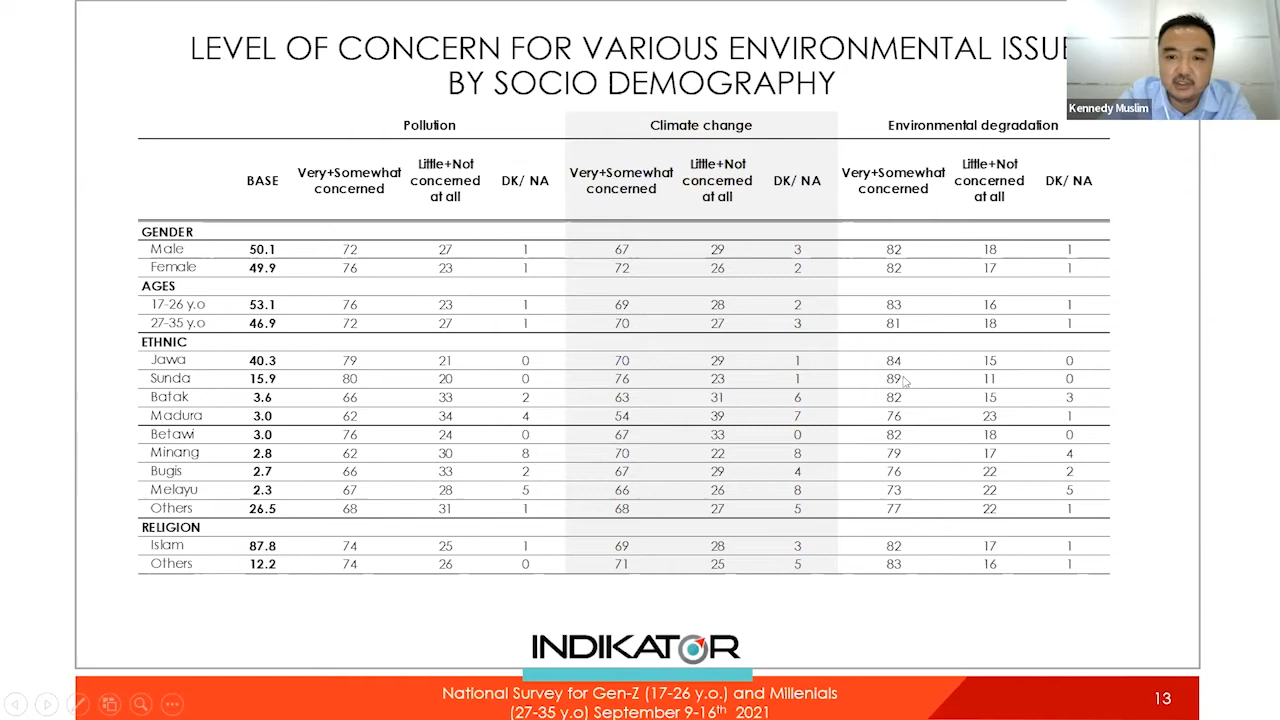 LEVEL OF CONCERN FOR VARIOUS ENVIRONMENTAL ISSUE
BY SOCIO DEMOGRAPHY
Kennedy Muslim
Pollution Climate change Environmental degradation
BASE Very+Somewhat concerned Little+Not concerned at all DK/ NA Very+Somewhat concerned Little+Not concerned at all DK/ NA Very+Somewhat concerned Little+Not concerned at all DK/ NA
GENDER
Male 50.1 72 27 1 67 29 3 82 18 1
Female 49.9 76 23 1 72 26 2 82 17 1
AGES
17-26 y.o 53.1 76 23 1 69 28 2 83 16 1
27-35 y.o 46.9 72 27 1 70 27 3 81 18 1
ETHNIC
Jawa 40.3 79 21 0 70 29 1 84 15 0
Sunda 15.9 80 20 0 76 23 1 89 11 0
Batak 3.6 66 33 2 63 31 6 82 15 3
Madura 3.0 62 34 4 54 39 7 76 23 1
Betawi 3.0 76 24 0 67 33 0 82 18 0
Minang 2.8 62 30 8 70 22 8 79 17 4
Bugis 2.7 66 33 2 67 29 4 76 22 2
Melayu 2.3 67 28 5 66 26 8 73 22 5
Others 26.5 68 31 1 68 27 5 77 22 1
RELIGION
Islam 87.8 74 25 1 69 28 3 82 17 1
Others 12.2 74 26 0 71 25 5 83 16 1
INDIKATOR
National Survey for Gen-Z (17-26 y.o.) and Millenials
(27-35 y.o) September 9-16th 2021
13